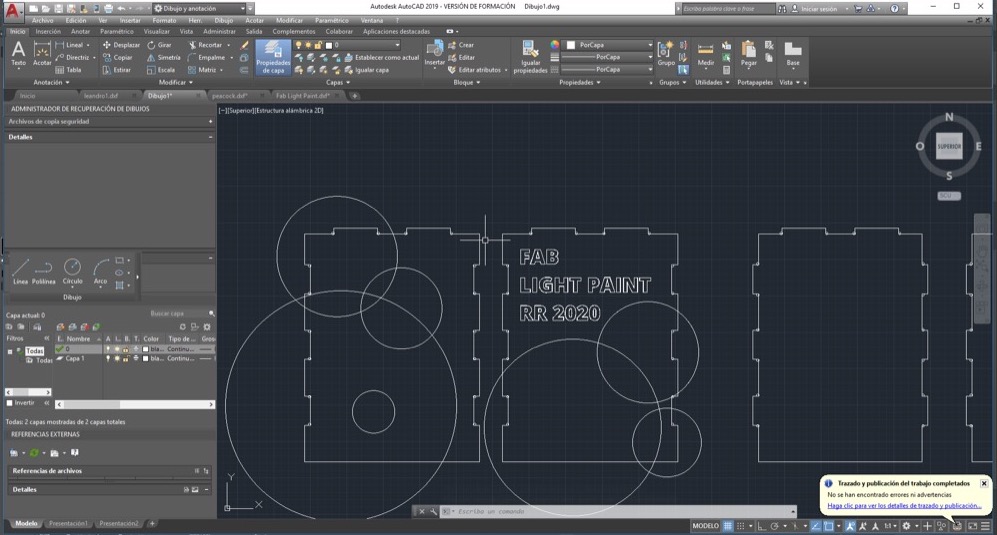 Dibujo y anotación
Autodesk AutoCAD 2019 - VERSIÓN DE FORMACIÓN Dibujo1.dwg
Escriba palabra clave o frase
Iniciar sesión
Archivo Edición Ver Insertar Formato Herr. Dibujo Acotar Modificar Paramétrico Ventana ?
Inicio Inserción Anotar Paramétrico Visualizar Vista Administrar Salida Complementos Colaborar Aplicaciones destacadas
Texto Acotar Lineal Directriz Tabla
Desplazar Girar Recortar
Copiar Simetría Empalme
Estirar Escala Matriz
Propiedades de capa
0
Establecer como actual
Igualar capa
Insertar Crear Editar Editar atributos
Igualar propiedades
PorCapa
PorCapa
PorCapa
Grupo Medir Pegar Base
Anotación Modificar Capas Bloque Propiedades Grupos Utilidades Portapapeles Vista
Inicio leandro1.dxf Dibujo1* peacock.dxf* Fab Light Paint.dxf*
ADMINISTRADOR DE RECUPERACIÓN DE DIBUJOS
Archivos de copia seguridad
Detalles
[−][Superior][Estructura alámbrica 2D]
N
O SUPERIOR E
S
SCU
FAB
LIGHT PAINT
RR 2020
Línea Polilínea Círculo Arco
Dibujo
Capa actual: 0
Buscar capa
Filtros
E. Nombre A I. B. T. Color Tipo de ... Gros
Todas
Todas
0 bla... Continu...
Capa 1 bla... Continu...
Invertir
Todas: 2 capas mostradas de 2 capas totales
REFERENCIAS EXTERNAS
Referencias de archivos
Detalles
Y
X
Escriba un comando
Trazado y publicación del trabajo completados
No se han encontrado errores ni advertencias
Haga clic para ver los detalles de trazado y publicación...
Modelo Presentación1 Presentación2 +
MODELO
1:1